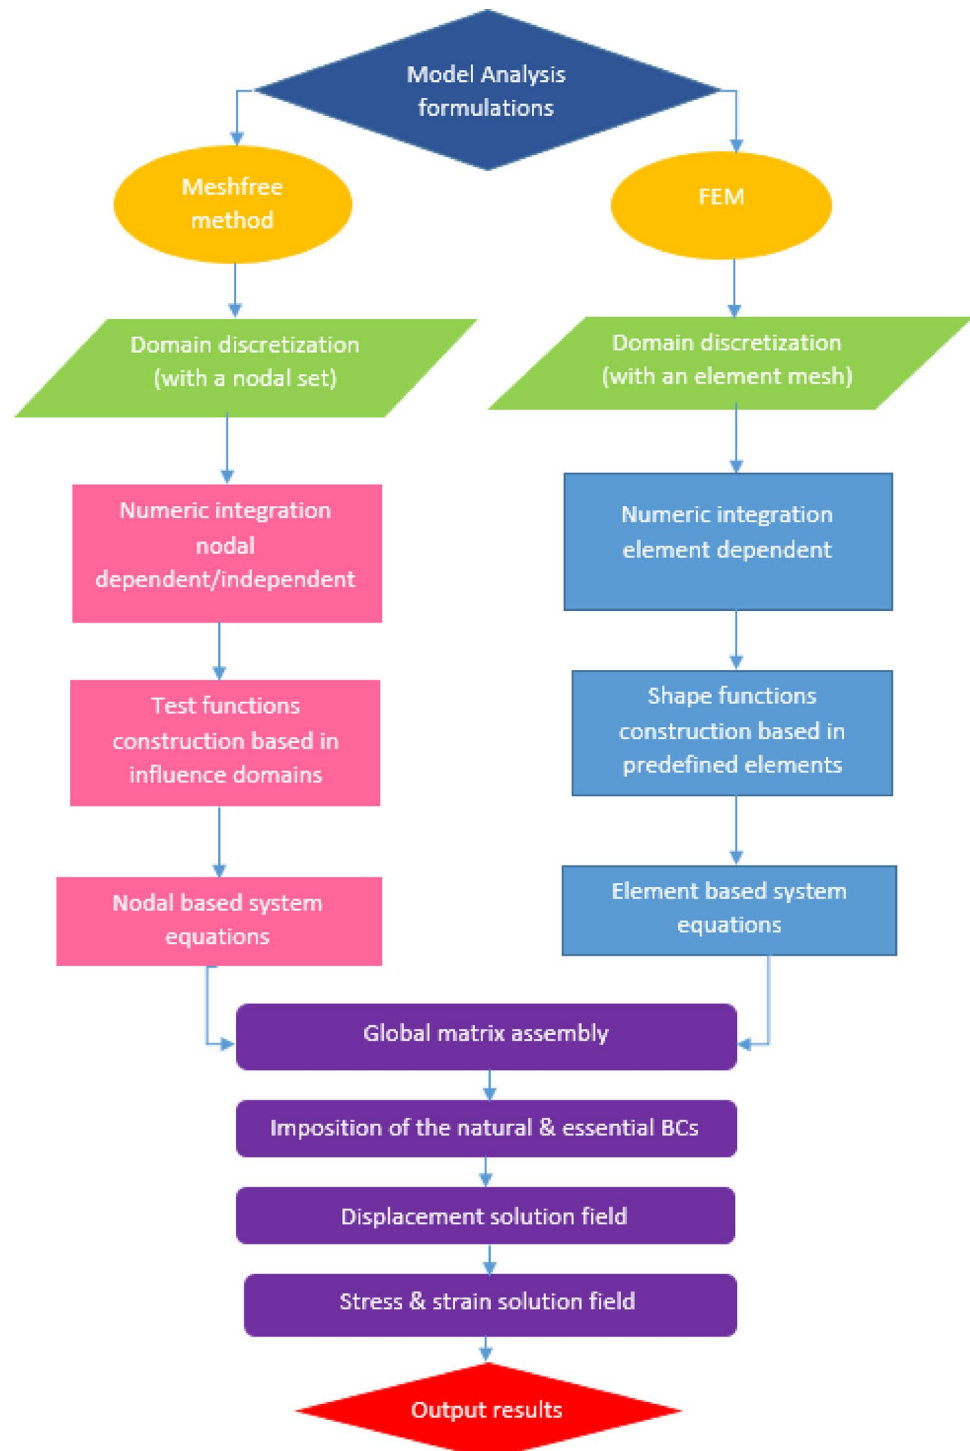 Model Analysis
formulations
Meshfree
method
FEM
Domain discretization
(with a nodal set)
Domain discretization
(with an element mesh)
Numeric integration
nodal
dependent/independent
Numeric integration
element dependent
Test functions
construction based in
influence domains
Shape functions
construction based in
predefined elements
Nodal based system
equations
Element based system
equations
Global matrix assembly
Imposition of the natural & essential BCs
Displacement solution field
Stress & strain solution field
Output results